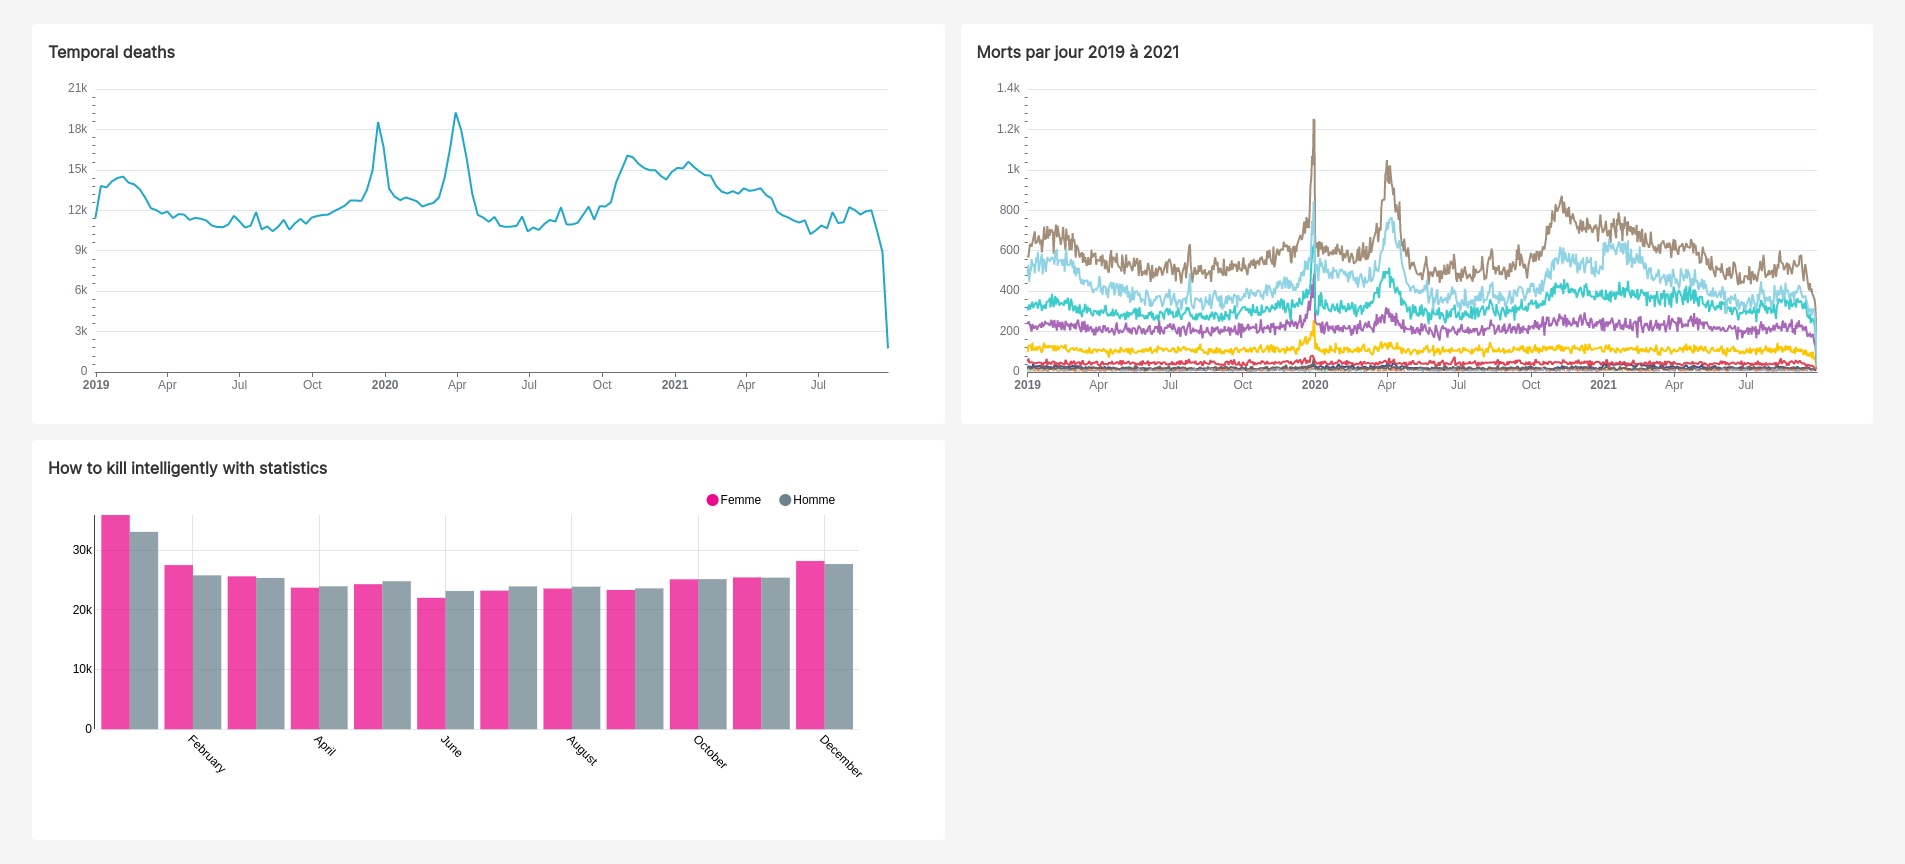 Temporal deaths
21k
18k
15k
12k
9k
6k
3k
0
2019 Apr Jul Oct 2020 Apr Jul Oct 2021 Apr Jul
Morts par jour 2019 à 2021
1.4k
1.2k
1k
800
600
400
200
0
2019 Apr Jul Oct 2020 Apr Jul Oct 2021 Apr Jul
How to kill intelligently with statistics
Femme Homme
30k
20k
10k
0
February April June August October December